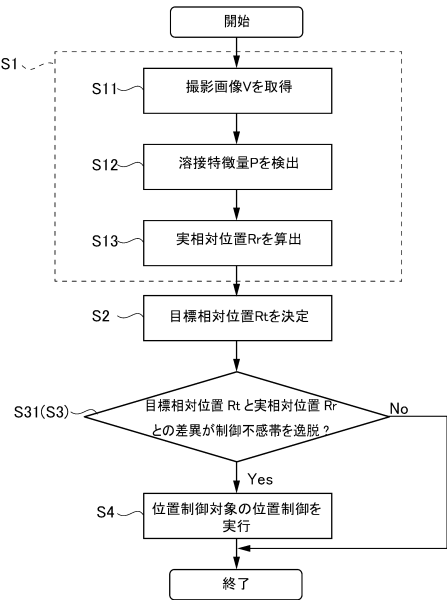 開始
S1
S11
撮影画像Vを取得
S12
溶接特徴量Pを検出
S13
実相対位置Rrを算出
S2
目標相対位置Rtを決定
S31(S3)
目標相対位置 Rt と実相対位置 Rr
との差異が制御不感帯を逸脱？
No
Yes
S4
位置制御対象の位置制御を
実行
終了